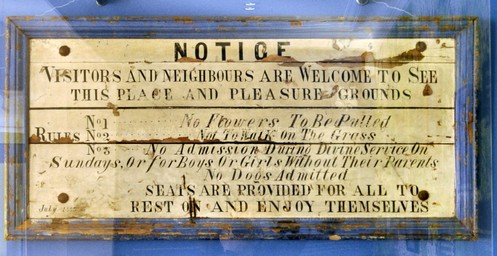 NOTICE
VISITORS AND NEIGHBOURS ARE WELCOME TO SEE
THIS PLACE AND PLEASURE GROUNDS
RULES
Nº1 No Flowers To Be Pulled
Nº2 Not To Walk On The Grass
Nº3 No Admission During Divine Service On
Sundays, Or for Boys Or Girls Without Their Parents
No Dogs Admitted
SEATS ARE PROVIDED FOR ALL TO
REST ON AND ENJOY THEMSELVES
July